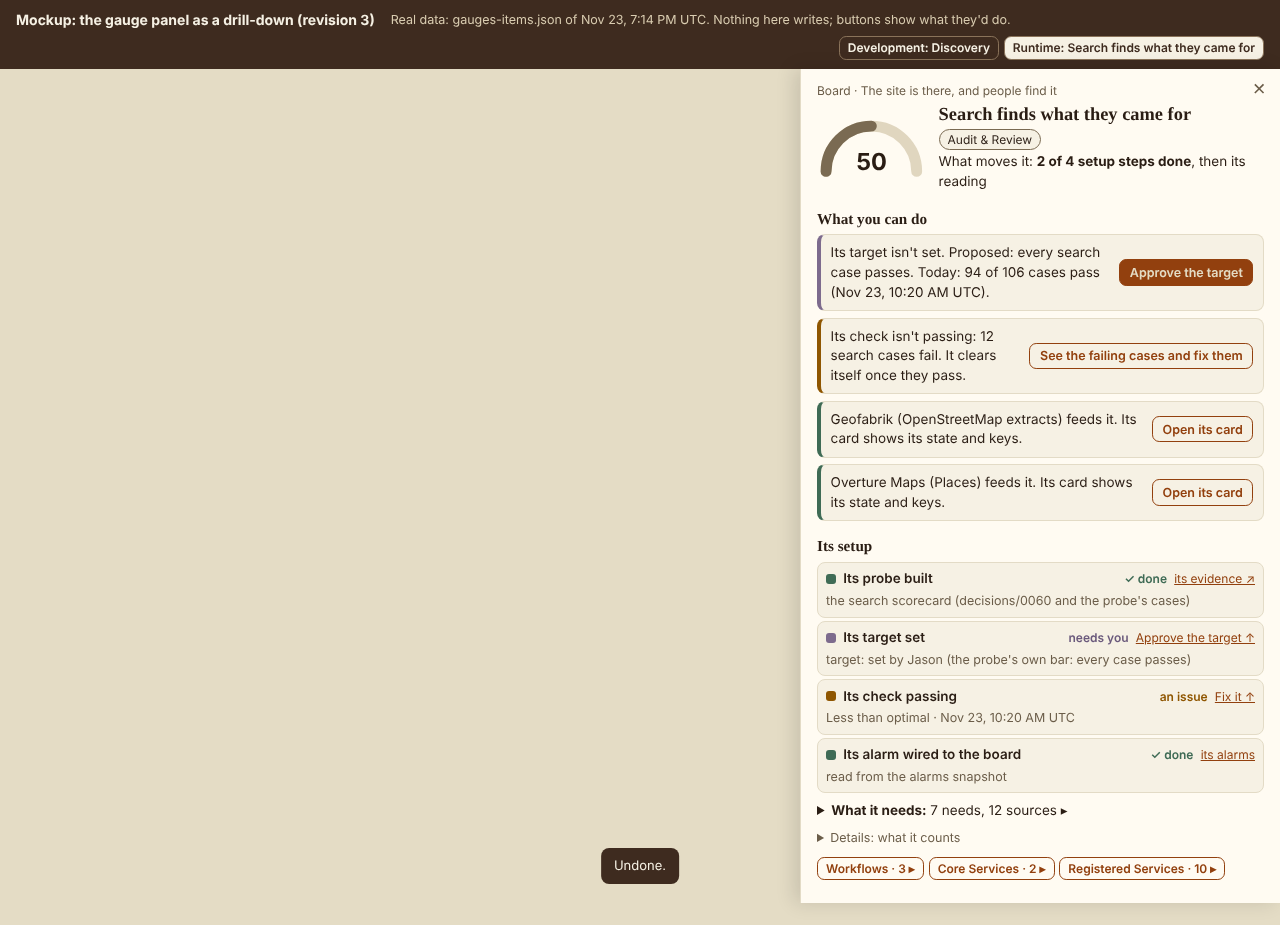 Mockup: the gauge panel as a drill-down (revision 3) Real data: gauges-items.json of Nov 23, 7:14 PM UTC. Nothing here writes; buttons show what they'd do.
Development: Discovery Runtime: Search finds what they came for
Board · The site is there, and people find it ✕
Search finds what they came for
Audit & Review
50
What moves it: 2 of 4 setup steps done, then its
reading
What you can do
Its target isn't set. Proposed: every search
case passes. Today: 94 of 106 cases pass
(Nov 23, 10:20 AM UTC).
Approve the target
Its check isn't passing: 12
search cases fail. It clears
itself once they pass.
See the failing cases and fix them
Geofabrik (OpenStreetMap extracts) feeds it. Its
card shows its state and keys.
Open its card
Overture Maps (Places) feeds it. Its card shows
its state and keys.
Open its card
Its setup
Its probe built ✓ done its evidence ↗
the search scorecard (decisions/0060 and the probe's cases)
Its target set needs you Approve the target ↑
target: set by Jason (the probe's own bar: every case passes)
Its check passing an issue Fix it ↑
Less than optimal · Nov 23, 10:20 AM UTC
Its alarm wired to the board ✓ done its alarms
read from the alarms snapshot
▶ What it needs: 7 needs, 12 sources ▸
▶ Details: what it counts
Undone.
Workflows · 3 ▸ Core Services · 2 ▸ Registered Services · 10 ▸